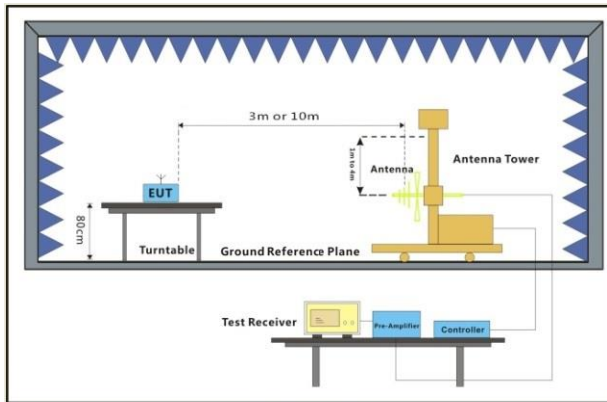 3m or 10m
1m to 4m
Antenna
Antenna Tower
EUT
80cm
Turntable
Ground Reference Plane
Test Receiver
Pre-Amplifier
Controller